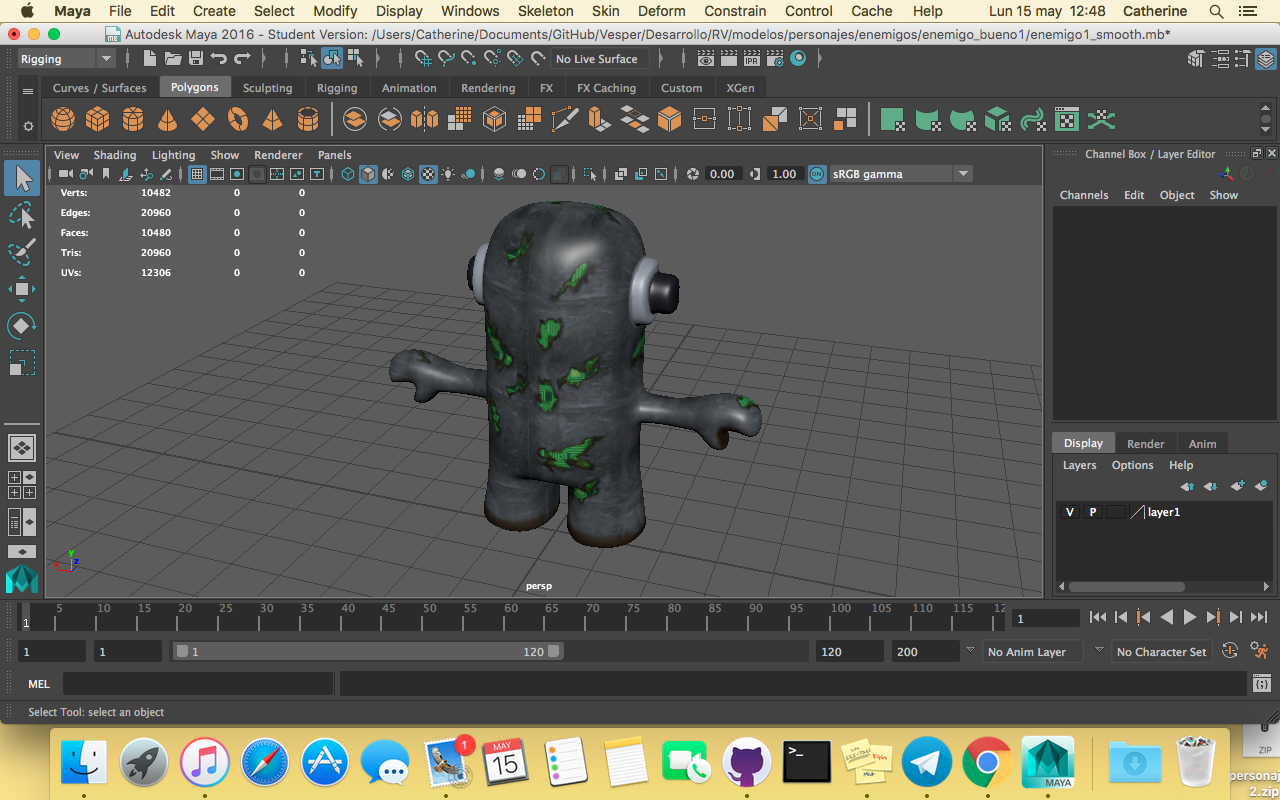 Maya File Edit Create Select Modify Display Windows Skeleton Skin Deform Constrain Control Cache Help Lun 15 may 12:48 Catherine
Autodesk Maya 2016 - Student Version: /Users/Catherine/Documents/GitHub/Vesper/Desarrollo/RV/modelos/personajes/enemigos/enemigo_bueno1/enemigo1_smooth.mb*
Rigging No Live Surface IPR
Curves / Surfaces Polygons Sculpting Rigging Animation Rendering FX FX Caching Custom XGen
View Shading Lighting Show Renderer Panels
0.00 1.00 ON sRGB gamma
Verts: 10482 0 0
Edges: 20960 0 0
Faces: 10480 0 0
Tris: 20960 0 0
UVs: 12306 0 0
persp
y
x
z
Channel Box / Layer Editor
Channels Edit Object Show
Display Render Anim
Layers Options Help
V P layer1
5 10 15 20 25 30 35 40 45 50 55 60 65 70 75 80 85 90 95 100 105 110 115 12
1 1
1 1 1 120 120 200 No Anim Layer No Character Set
MEL
Select Tool: select an object
1
MAY
15
>_
MAYA
ZIP
personaj
2.zip